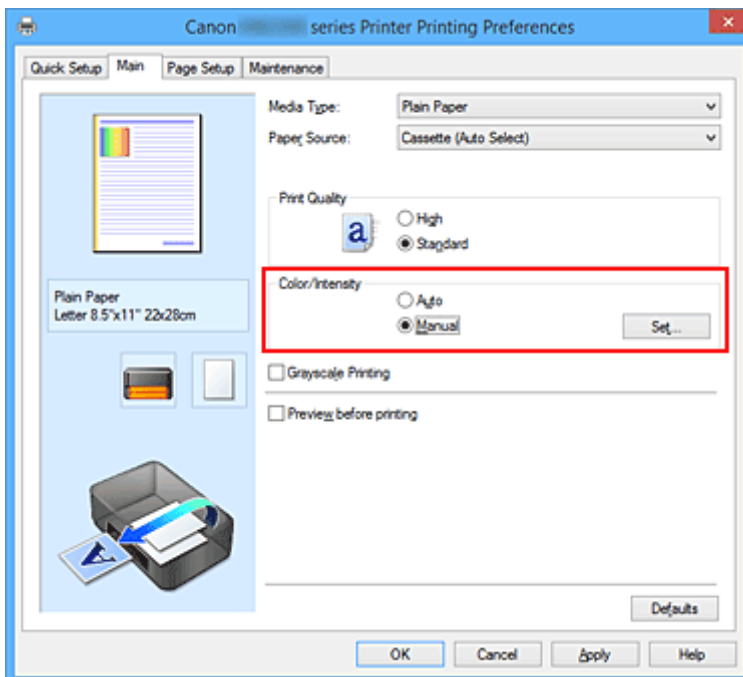 Canon series Printer Printing Preferences
Quick Setup Main Page Setup Maintenance
Media Type: Plain Paper
Paper Source: Cassette (Auto Select)
Print Quality
a
High
Standard
Color/Intensity
Auto
Manual Set...
Plain Paper
Letter 8.5"x11" 22x28cm
Grayscale Printing
Preview before printing
A
Defaults
OK Cancel Apply Help